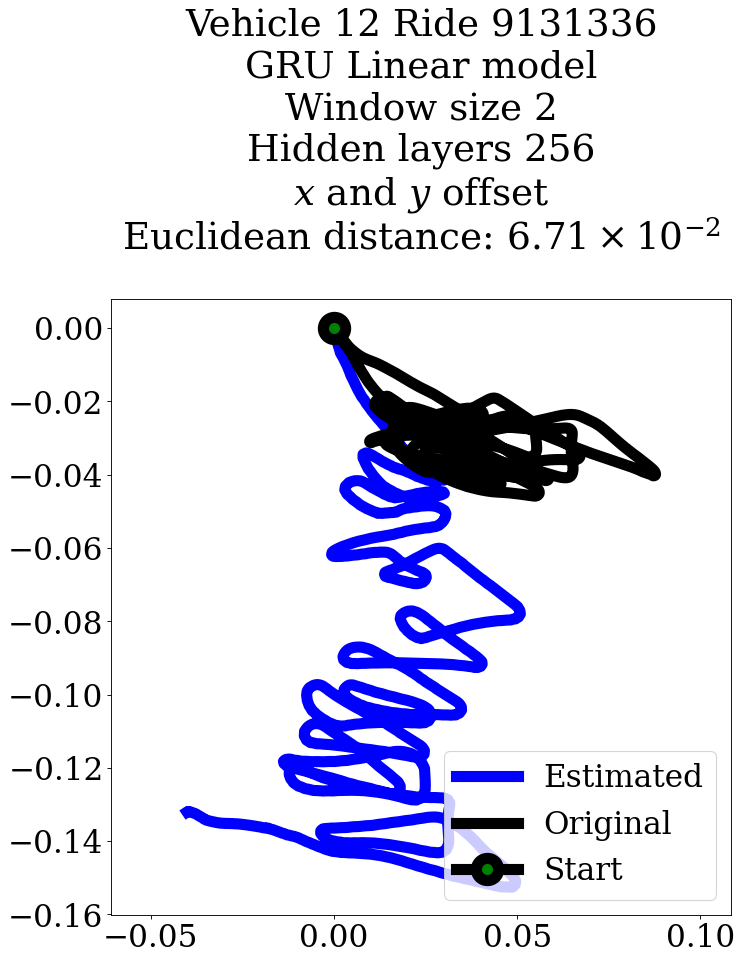 Vehicle 12 Ride 9131336
GRU Linear model
Window size 2
Hidden layers 256
x and y offset
Euclidean distance: 6.71 × 10⁻²
0.00
−0.02
−0.04
−0.06
−0.08
−0.10
−0.12
−0.14
−0.16
Estimated
Original
Start
−0.05 0.00 0.05 0.10